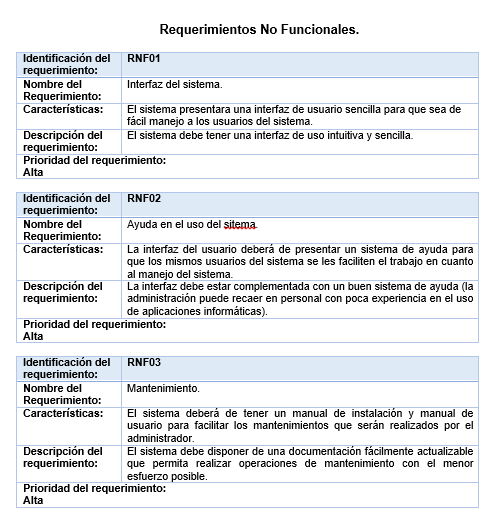 Requerimientos No Funcionales.
Identificación del requerimiento: RNF01
Nombre del Requerimiento: Interfaz del sistema.
Características: El sistema presentara una interfaz de usuario sencilla para que sea de
fácil manejo a los usuarios del sistema.
Descripción del requerimiento: El sistema debe tener una interfaz de uso intuitiva y sencilla.
Prioridad del requerimiento:
Alta
Identificación del requerimiento: RNF02
Nombre del Requerimiento: Ayuda en el uso del sitema.
Características: La interfaz del usuario deberá de presentar un sistema de ayuda para
que los mismos usuarios del sistema se les faciliten el trabajo en cuanto
al manejo del sistema.
Descripción del requerimiento: La interfaz debe estar complementada con un buen sistema de ayuda (la
administración puede recaer en personal con poca experiencia en el uso
de aplicaciones informáticas).
Prioridad del requerimiento:
Alta
Identificación del requerimiento: RNF03
Nombre del Requerimiento: Mantenimiento.
Características: El sistema deberá de tener un manual de instalación y manual de
usuario para facilitar los mantenimientos que serán realizados por el
administrador.
Descripción del requerimiento: El sistema debe disponer de una documentación fácilmente actualizable
que permita realizar operaciones de mantenimiento con el menor
esfuerzo posible.
Prioridad del requerimiento:
Alta